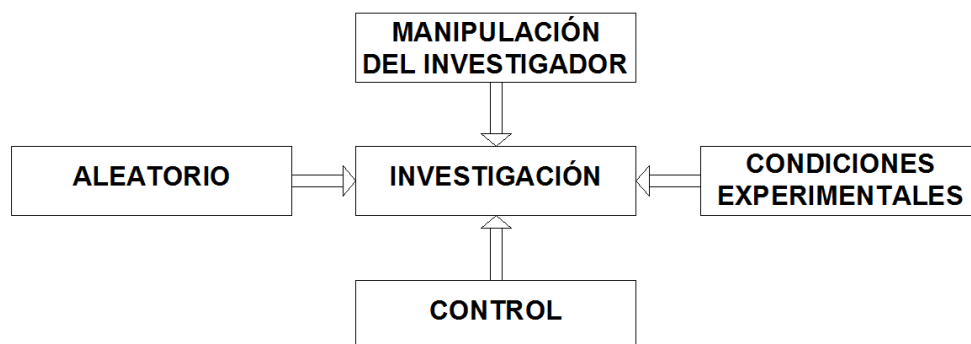 MANIPULACIÓN
DEL INVESTIGADOR
ALEATORIO
INVESTIGACIÓN
CONDICIONES
EXPERIMENTALES
CONTROL